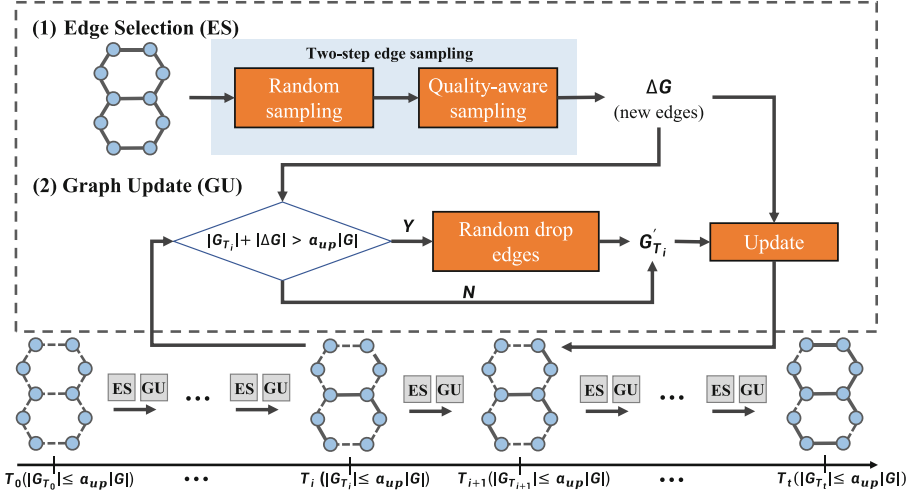 (1) Edge Selection (ES)
Two-step edge sampling
Random
sampling
Quality-aware
sampling
ΔG
(new edges)
(2) Graph Update (GU)
|G_{T_i}|+|ΔG| > α_{up}|G|
Y
Random drop
edges
G'_{T_i}
Update
N
ES GU
...
ES GU
ES GU
ES GU
...
ES GU
T_0(|G_{T_0}|≤ α_{up}|G|)
...
T_i (|G_{T_i}|≤ α_{up}|G|)
T_{i+1}(|G_{T_{i+1}}|≤ α_{up}|G|)
...
T_t(|G_{T_t}|≤ α_{up}|G|)